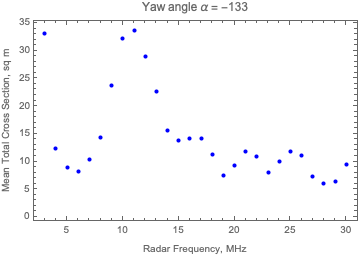 Yaw angle α = −133
Mean Total Cross Section, sq m
35
30
25
20
15
10
5
0
5 10 15 20 25 30
Radar Frequency, MHz